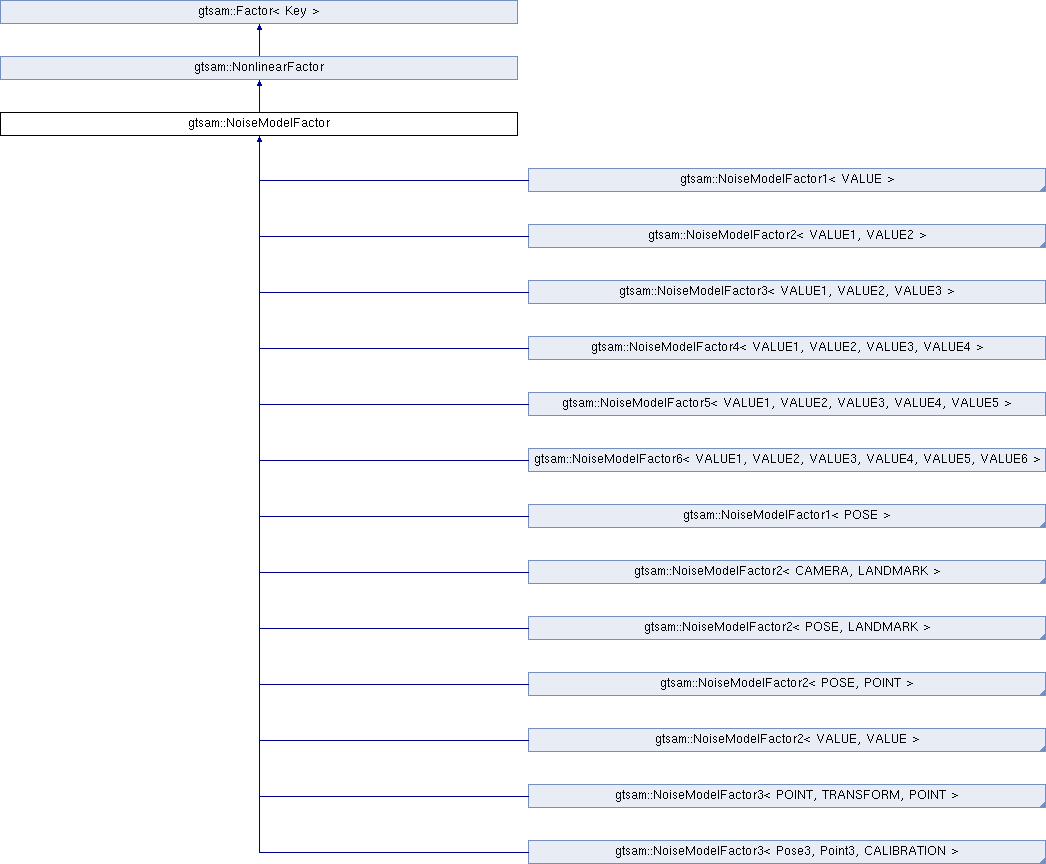 gtsam::Factor< Key >
gtsam::NonlinearFactor
gtsam::NoiseModelFactor
gtsam::NoiseModelFactor1< VALUE >
gtsam::NoiseModelFactor2< VALUE1, VALUE2 >
gtsam::NoiseModelFactor3< VALUE1, VALUE2, VALUE3 >
gtsam::NoiseModelFactor4< VALUE1, VALUE2, VALUE3, VALUE4 >
gtsam::NoiseModelFactor5< VALUE1, VALUE2, VALUE3, VALUE4, VALUE5 >
gtsam::NoiseModelFactor6< VALUE1, VALUE2, VALUE3, VALUE4, VALUE5, VALUE6 >
gtsam::NoiseModelFactor1< POSE >
gtsam::NoiseModelFactor2< CAMERA, LANDMARK >
gtsam::NoiseModelFactor2< POSE, LANDMARK >
gtsam::NoiseModelFactor2< POSE, POINT >
gtsam::NoiseModelFactor2< VALUE, VALUE >
gtsam::NoiseModelFactor3< POINT, TRANSFORM, POINT >
gtsam::NoiseModelFactor3< Pose3, Point3, CALIBRATION >